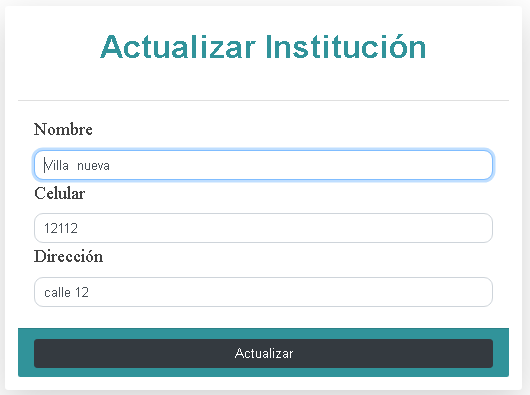 Actualizar Institución
Nombre
Villa nueva
Celular
12112
Dirección
calle 12
Actualizar